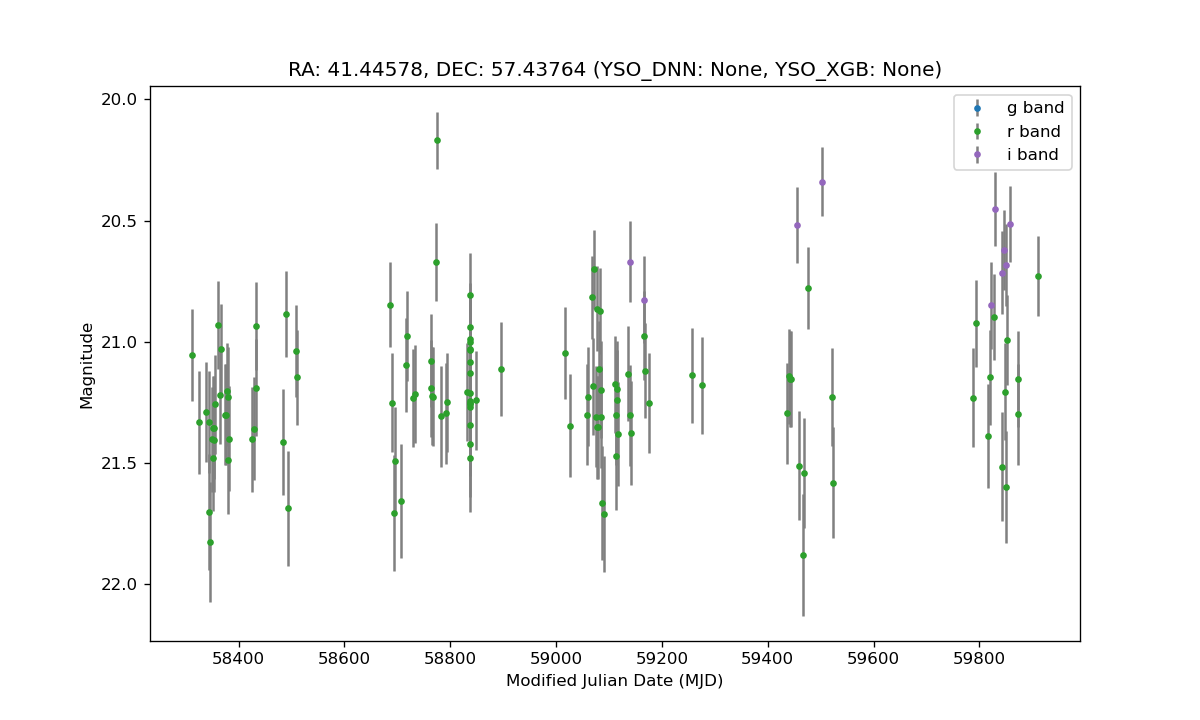 RA: 41.44578, DEC: 57.43764 (YSO_DNN: None, YSO_XGB: None)
g band
r band
i band
20.0
20.5
21.0
21.5
22.0
Magnitude
58400 58600 58800 59000 59200 59400 59600 59800
Modified Julian Date (MJD)